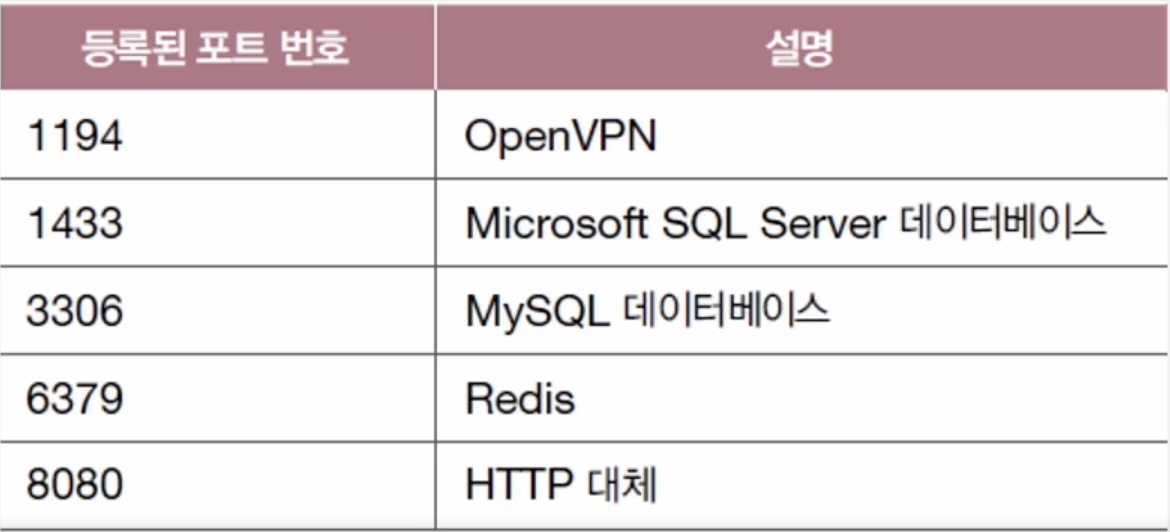 등록된 포트 번호 설명
1194 OpenVPN
1433 Microsoft SQL Server 데이터베이스
3306 MySQL 데이터베이스
6379 Redis
8080 HTTP 대체